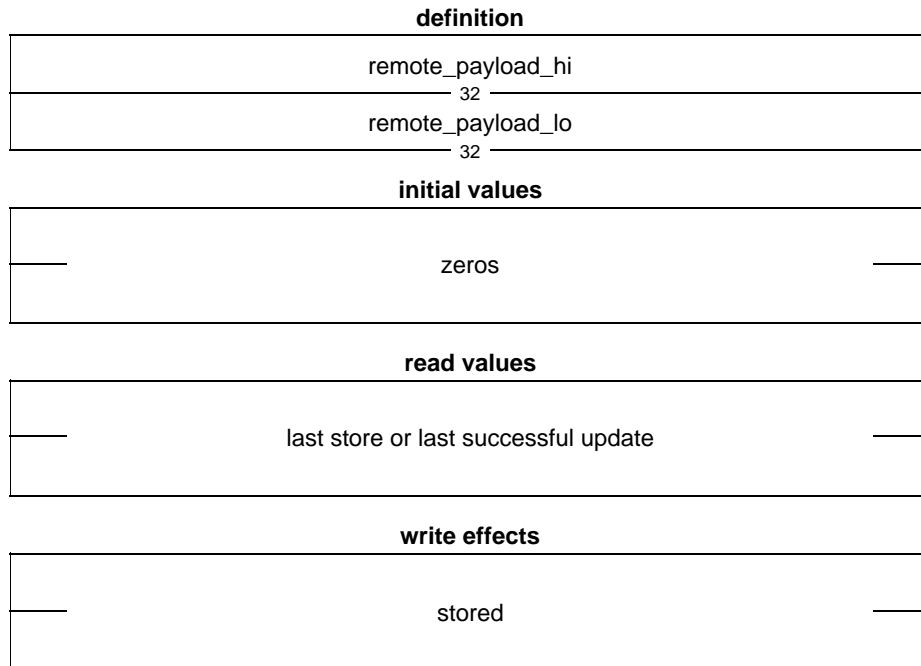 definition
remote_payload_hi
32
remote_payload_lo
32
initial values
zeros
read values
last store or last successful update
write effects
stored